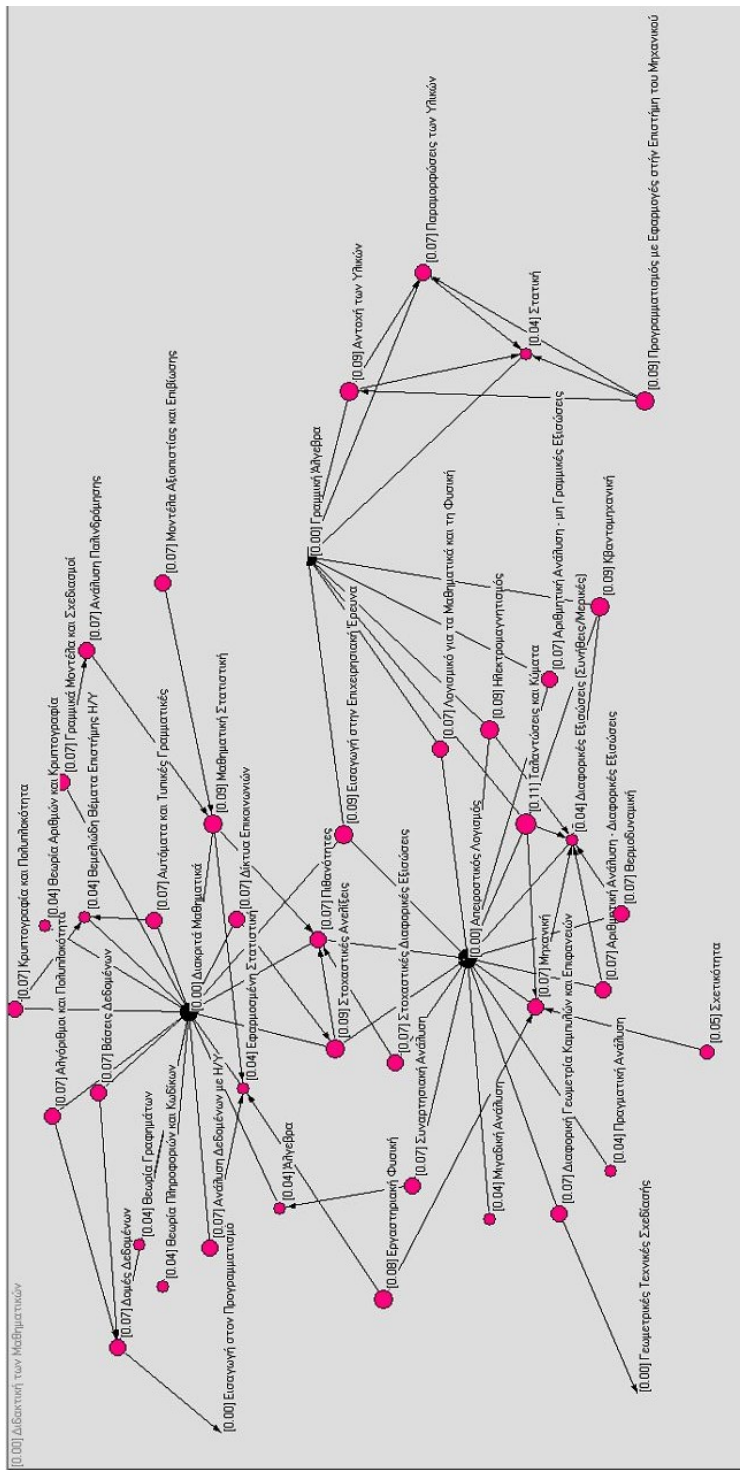 [0.00] Διδακτική των Μαθηματικών
[0.07] Κρυπτογραφία και Πολυπλοκότητα
[0.04] Θεωρία Αριθμών και Κρυπτογραφία
[0.07] Γραμμικά Μοντέλα και Σχεδιασμοί
[0.07] Αλγόριθμοι και Πολυπλοκότητα
[0.04] Θεμελιώδη Θέματα Επιστήμης Η/Υ
[0.07] Ανάλυση Παλινδρόμησης
[0.07] Βάσεις Δεδομένων
[0.07] Δομές Δεδομένων
[0.04] Θεωρία Γραφημάτων
[0.07] Αυτόματα και Τυπικές Γραμματικές
[0.04] Θεωρία Πληροφοριών και Κωδίκων
[0.07] Μοντέλα Αξιοπιστίας και Επιβίωσης
[0.00] Διακριτά Μαθηματικά
[0.07] Ανάλυση Δεδομένων με Η/Υ
[0.09] Μαθηματική Στατιστική
[0.00] Εισαγωγή στον Προγραμματισμό
[0.07] Δίκτυα Επικοινωνιών
[0.04] Εφαρμοσμένη Στατιστική
[0.04] Άλγεβρα
[0.00] Γραμμική Άλγεβρα
[0.07] Πιθανότητες
[0.09] Στοχαστικές Ανελίξεις
[0.09] Εισαγωγή στην Επιχειρησιακή Έρευνα
[0.09] Αντοχή των Υλικών
[0.08] Εργαστηριακή Φυσική
[0.07] Στοχαστικές Διαφορικές Εξισώσεις
[0.07] Συναρτησιακή Ανάλυση
[0.07] Παραμορφώσεις των Υλικών
[0.07] Λογισμικό για τα Μαθηματικά και τη Φυσική
[0.00] Απειροστικός Λογισμός
[0.04] Μιγαδική Ανάλυση
[0.09] Ηλεκτρομαγνητισμός
[0.11] Ταλαντώσεις και Κύματα
[0.04] Στατική
[0.07] Μηχανική
[0.07] Αριθμητική Ανάλυση - μη Γραμμικές Εξισώσεις
[0.07] Διαφορική Γεωμετρία Καμπυλών και Επιφανειών
[0.04] Διαφορικές Εξισώσεις [Συνήθεις/Μερικές]
[0.09] Κβαντομηχανική
[0.07] Αριθμητική Ανάλυση - Διαφορικές Εξισώσεις
[0.04] Πραγματική Ανάλυση
[0.07] Θερμοδυναμική
[0.00] Γεωμετρικές Τεχνικές Σχεδίασης
[0.09] Προγραμματισμός με Εφαρμογές στην Επιστήμη του Μηχανικού
[0.05] Σχετικότητα